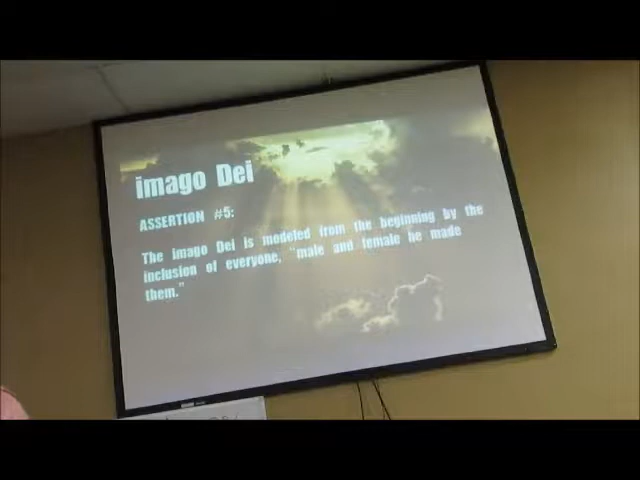 imago Dei
ASSERTION #5:
The imago Dei is modeled from the beginning by the
inclusion of everyone, "male and female he made
them."